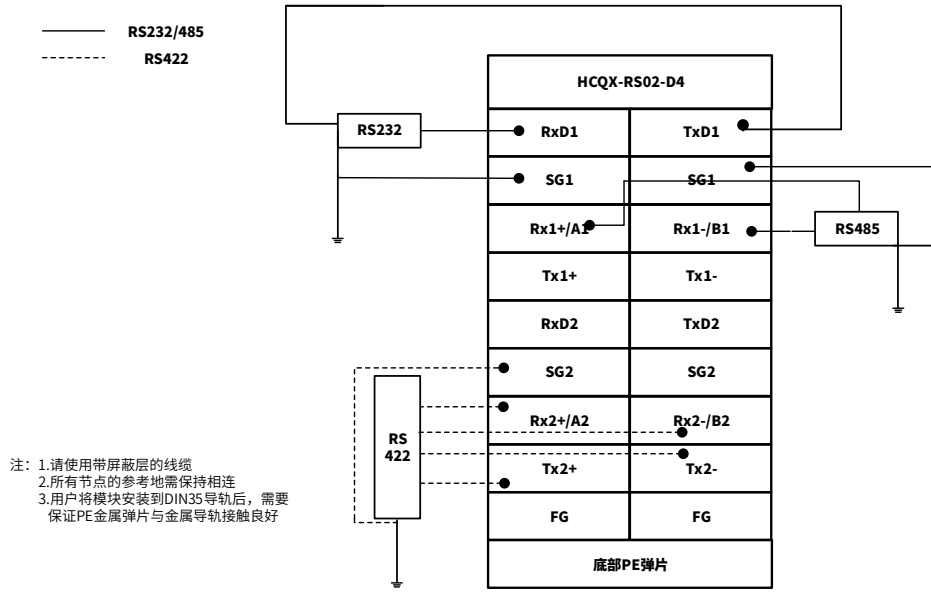 RS232/485
RS422
HCQX-RS02-D4
RS232
RxD1
TxD1
SG1
SG1
Rx1+/A1
Rx1-/B1
RS485
Tx1+
Tx1-
RxD2
TxD2
SG2
SG2
RS
422
Rx2+/A2
Rx2-/B2
Tx2+
Tx2-
FG
FG
底部PE弹片
注：1.请使用带屏蔽层的线缆
2.所有节点的参考地需保持相连
3.用户将模块安装到DIN35导轨后，需要
保证PE金属弹片与金属导轨接触良好